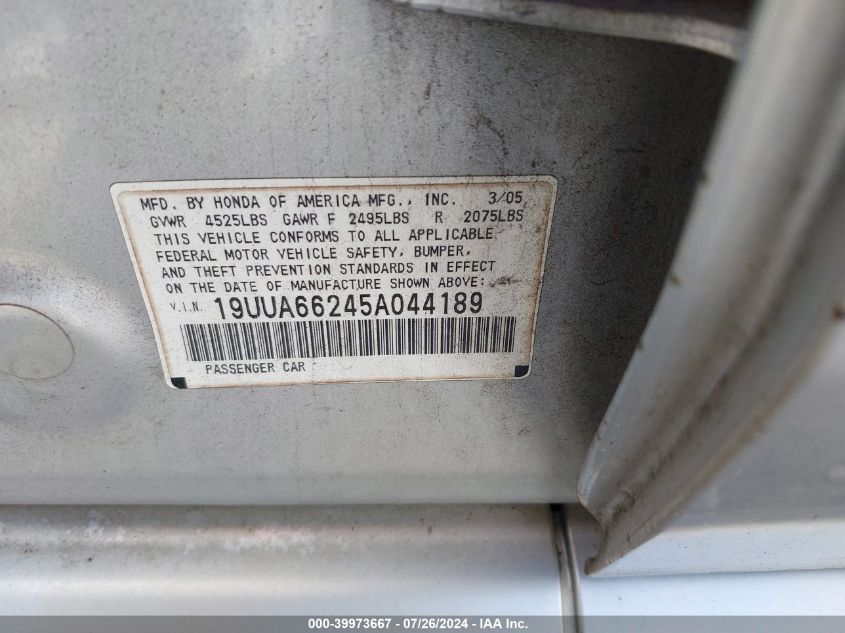 MFD. BY HONDA OF AMERICA MFG., INC. 3/05
GVWR 4525LBS GAWR F 2495LBS R 2075LBS
THIS VEHICLE CONFORMS TO ALL APPLICABLE
FEDERAL MOTOR VEHICLE SAFETY, BUMPER,
AND THEFT PREVENTION STANDARDS IN EFFECT
ON THE DATE OF MANUFACTURE SHOWN ABOVE:
V.I.N. 19UUA66245A044189
PASSENGER CAR
000-39973667 - 07/26/2024 - IAA Inc.